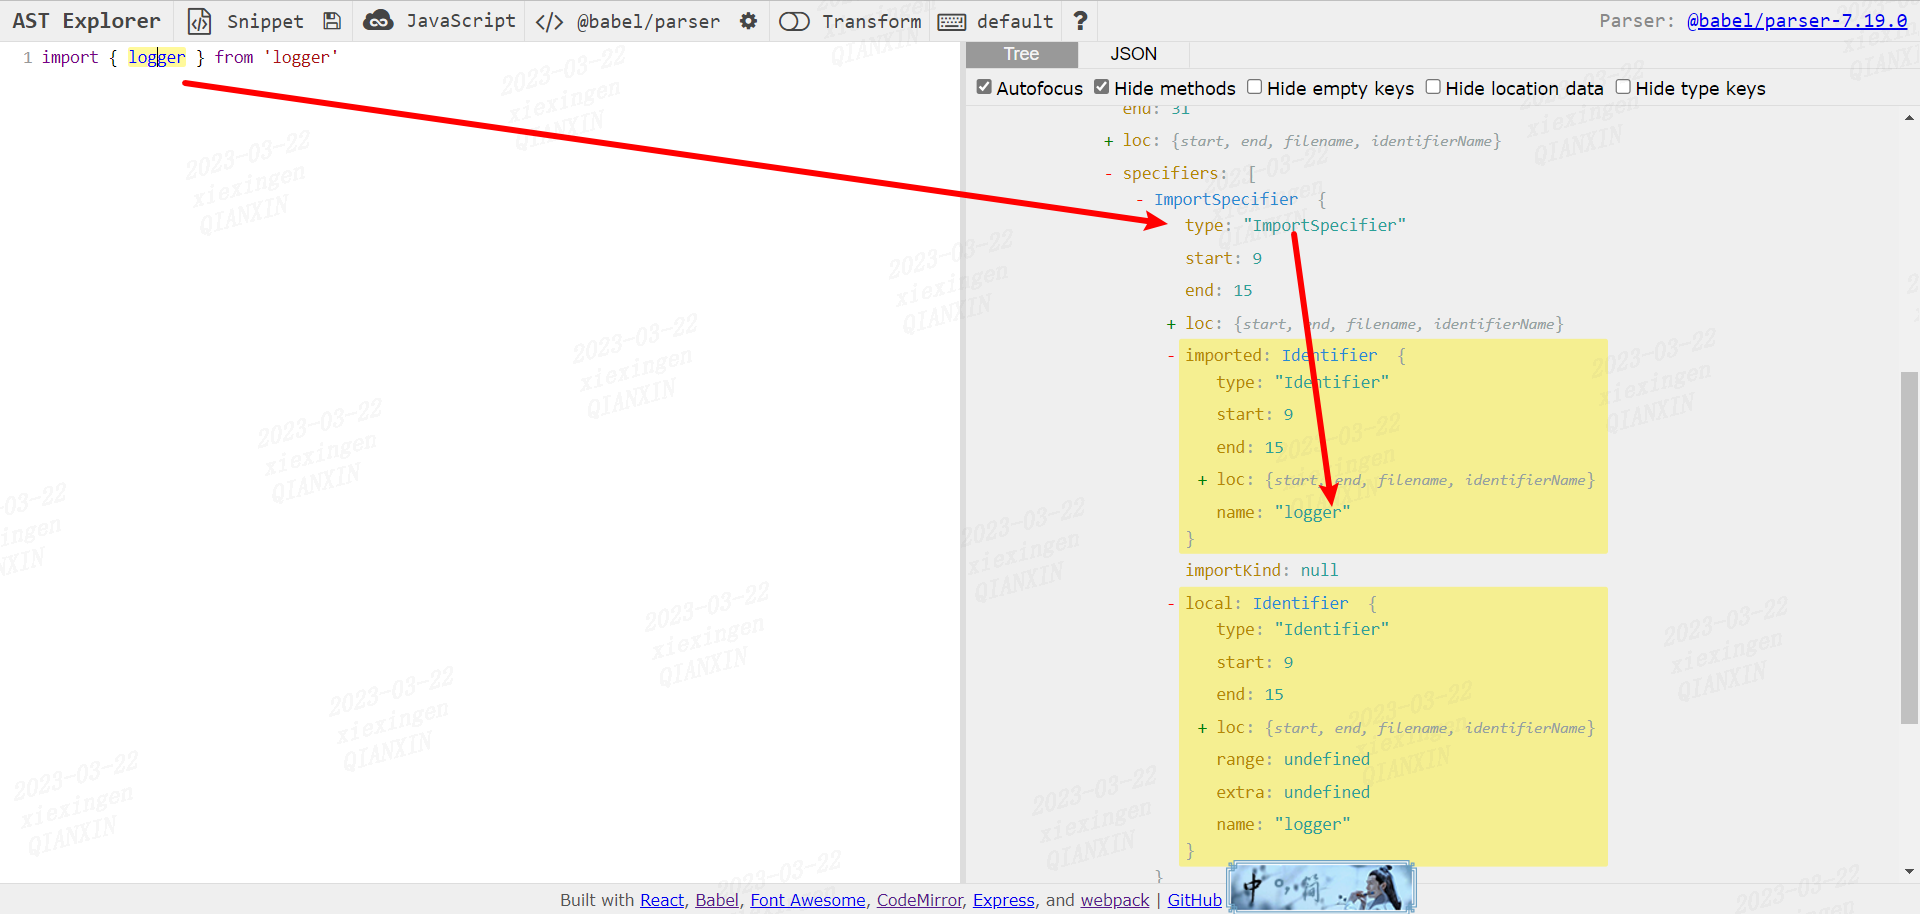 AST Explorer Snippet JavaScript </> @babel/parser Transform default ? Parser: @babel/parser-7.19.0
1 import { logger } from 'logger'
Tree JSON
Autofocus Hide methods Hide empty keys Hide location data Hide type keys
end: 31
+ loc: {start, end, filename, identifierName}
- specifiers: [
- ImportSpecifier {
type: "ImportSpecifier"
start: 9
end: 15
+ loc: {start, end, filename, identifierName}
- imported: Identifier {
type: "Identifier"
start: 9
end: 15
+ loc: {start, end, filename, identifierName}
name: "logger"
}
importKind: null
- local: Identifier {
type: "Identifier"
start: 9
end: 15
+ loc: {start, end, filename, identifierName}
range: undefined
extra: undefined
name: "logger"
}
}
Built with React, Babel, Font Awesome, CodeMirror, Express, and webpack | GitHub
中 简
2023-03-22
xiexingen
QIANXIN